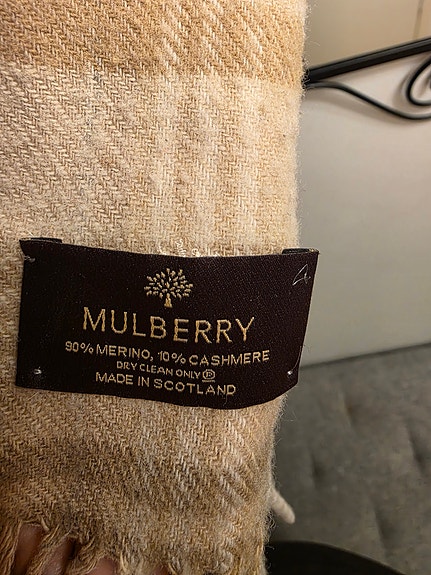 MULBERRY
90% MERINO, 10% CASHMERE
DRY CLEAN ONLY Ⓟ
MADE IN SCOTLAND